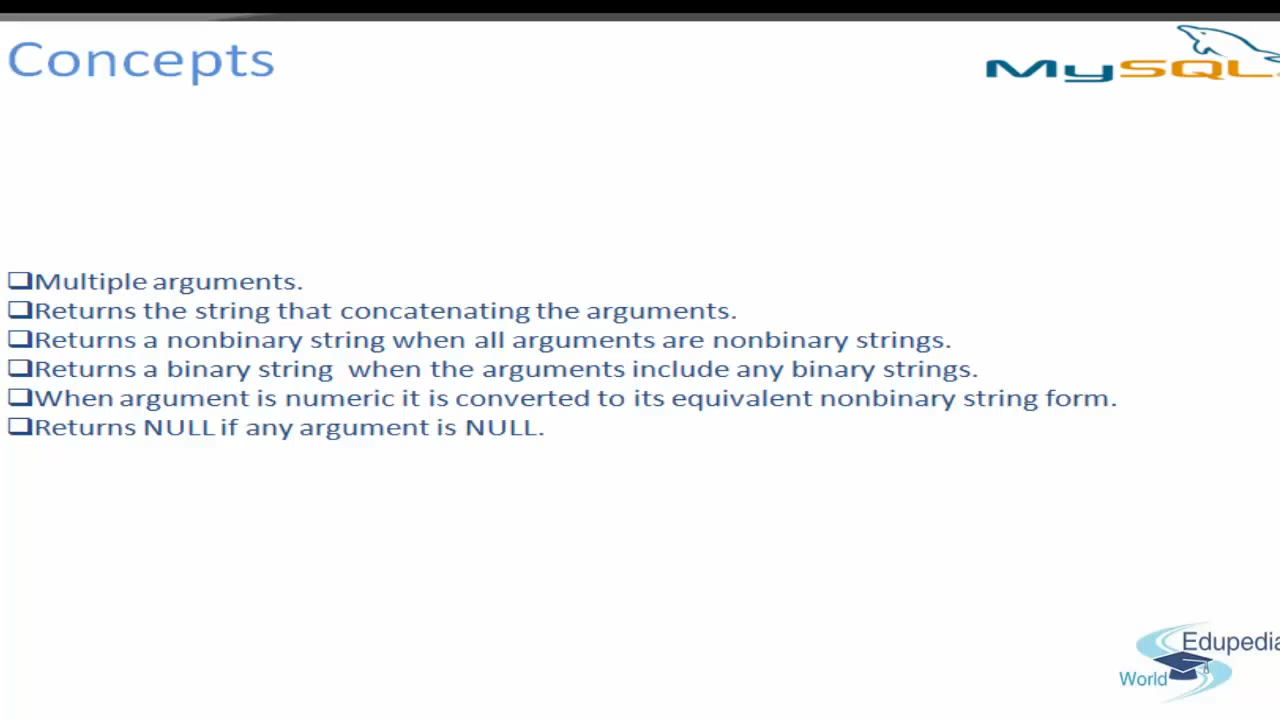 Concepts
MySQL
Multiple arguments.
Returns the string that concatenating the arguments.
Returns a nonbinary string when all arguments are nonbinary strings.
Returns a binary string when the arguments include any binary strings.
When argument is numeric it is converted to its equivalent nonbinary string form.
Returns NULL if any argument is NULL.
Edupedia
World